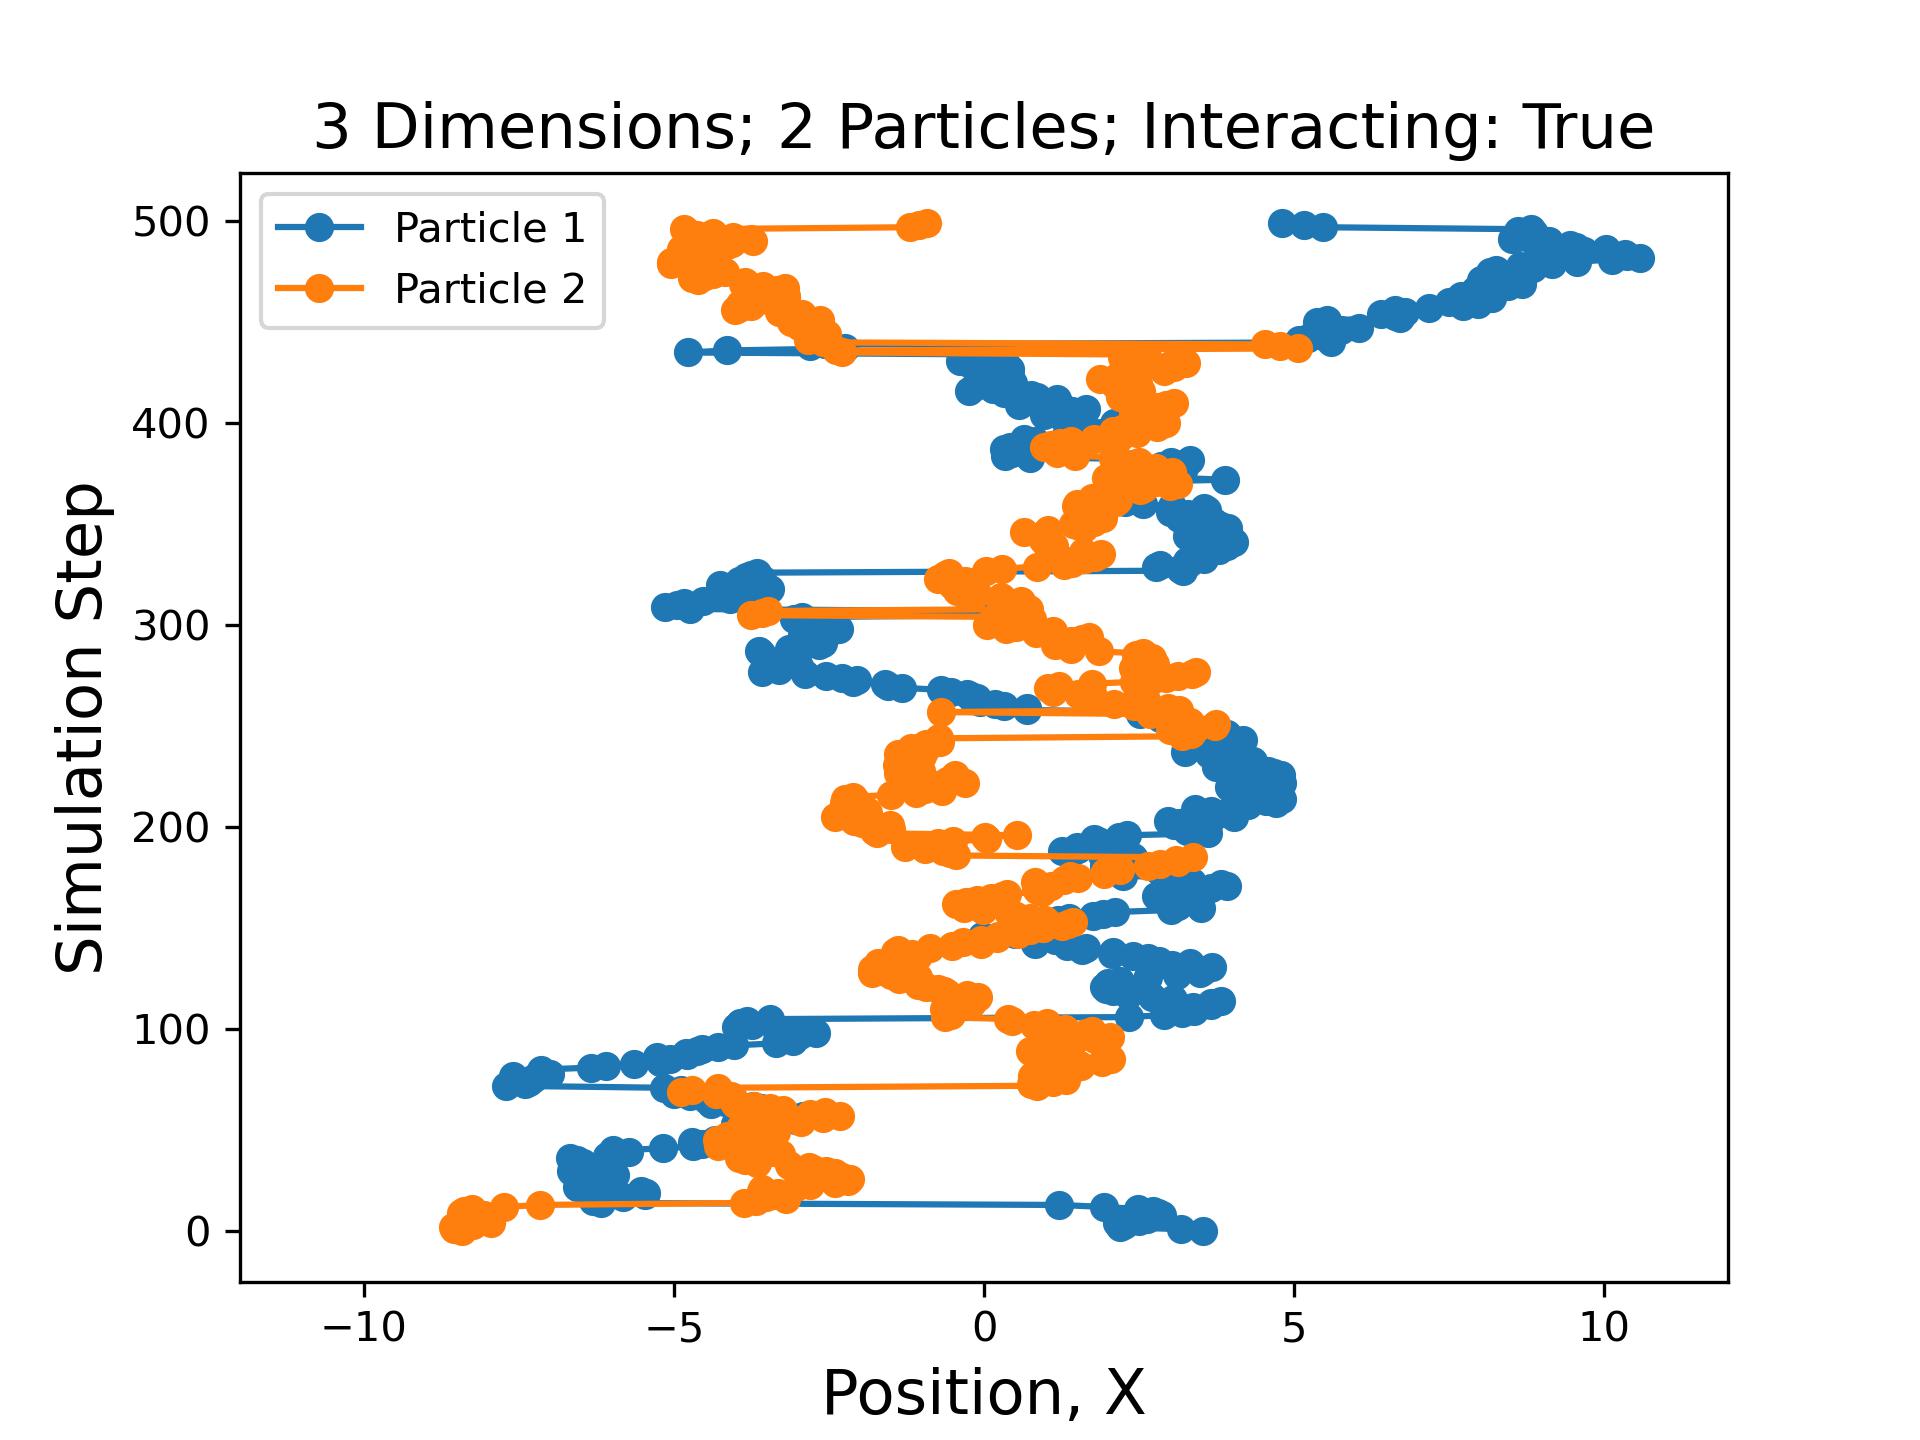 3 Dimensions; 2 Particles; Interacting: True
Particle 1
Particle 2
500
400
300
200
100
0
Simulation Step
−10
−5
0
5
10
Position, X